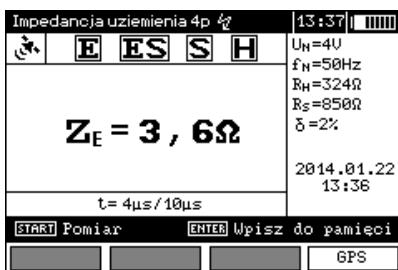 Impedancja uziemienia 4p 13:37
E ES S H
UN=4U
fN=50Hz
RH=324Ω
RS=850Ω
δ=2%
ZE = 3 , 6Ω
2014.01.22
13:36
t= 4µs/10µs
START Pomiar ENTER Wpisz do pamięci
GPS